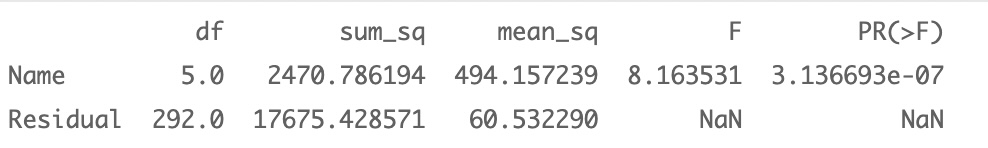 df sum_sq mean_sq F PR(>F)
Name 5.0 2470.786194 494.157239 8.163531 3.136693e-07
Residual 292.0 17675.428571 60.532290 NaN NaN